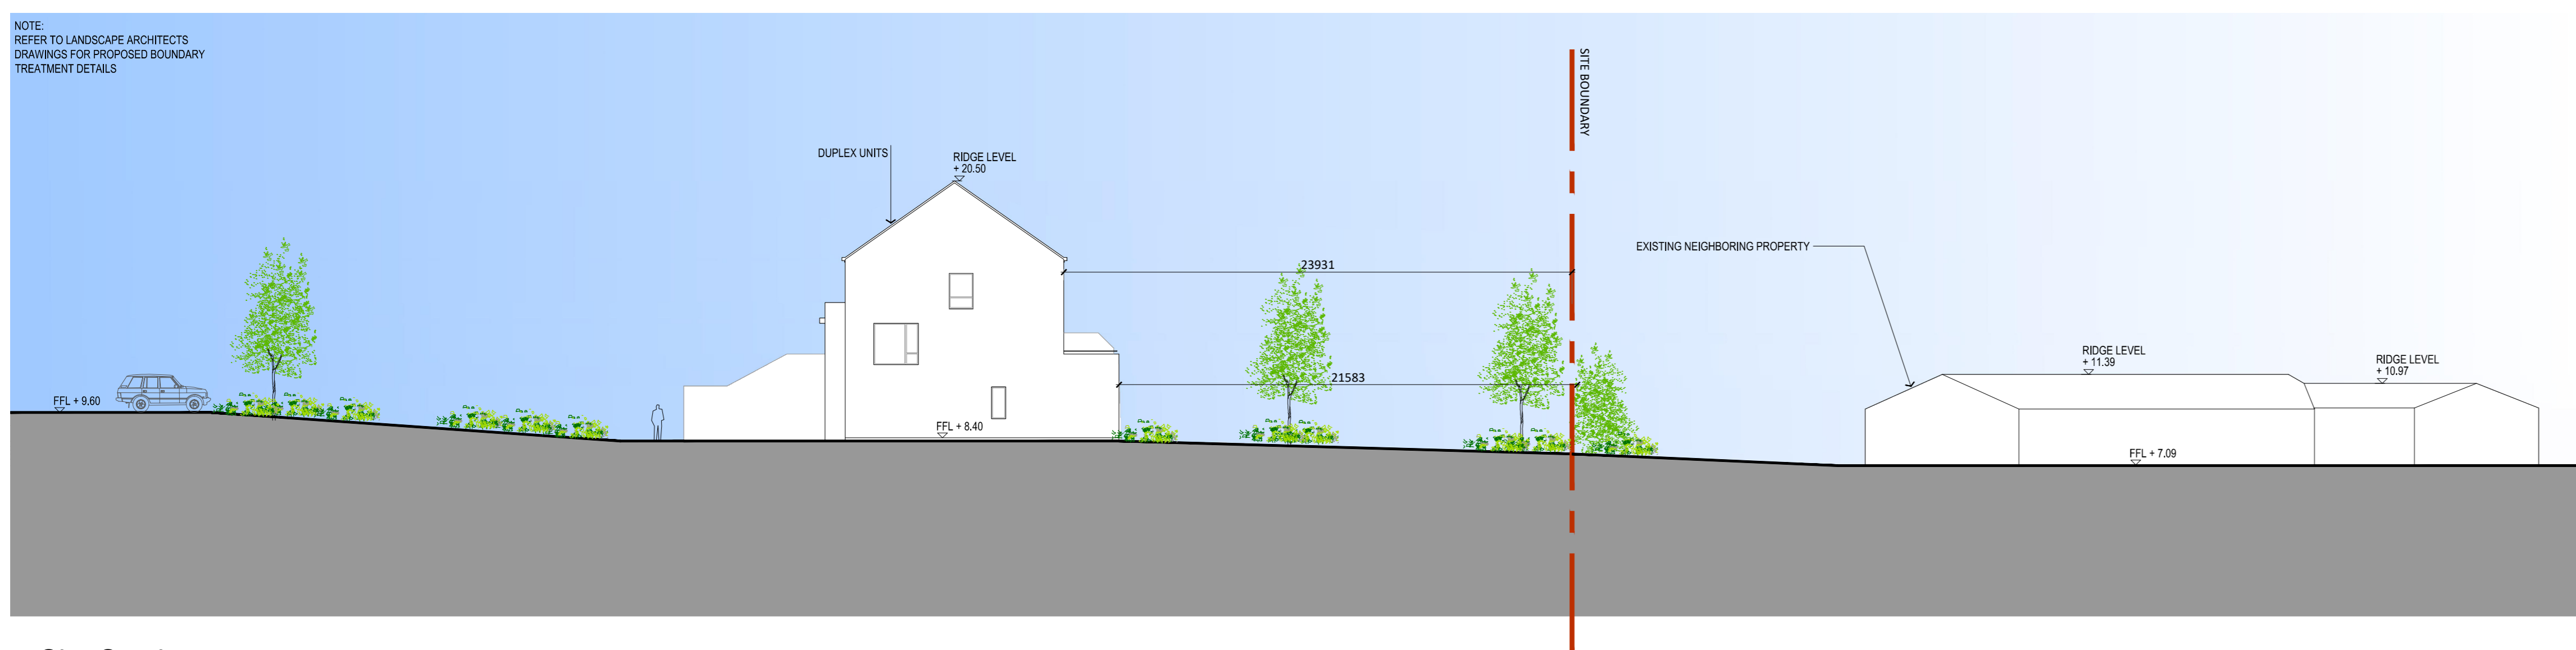 NOTE:
REFER TO LANDSCAPE ARCHITECTS
DRAWINGS FOR PROPOSED BOUNDARY
TREATMENT DETAILS
SITE BOUNDARY
DUPLEX UNITS
RIDGE LEVEL
+ 20.50
EXISTING NEIGHBORING PROPERTY
23931
RIDGE LEVEL
+ 11.39
RIDGE LEVEL
+ 10.97
21583
FFL + 9.60
FFL + 8.40
FFL + 7.09